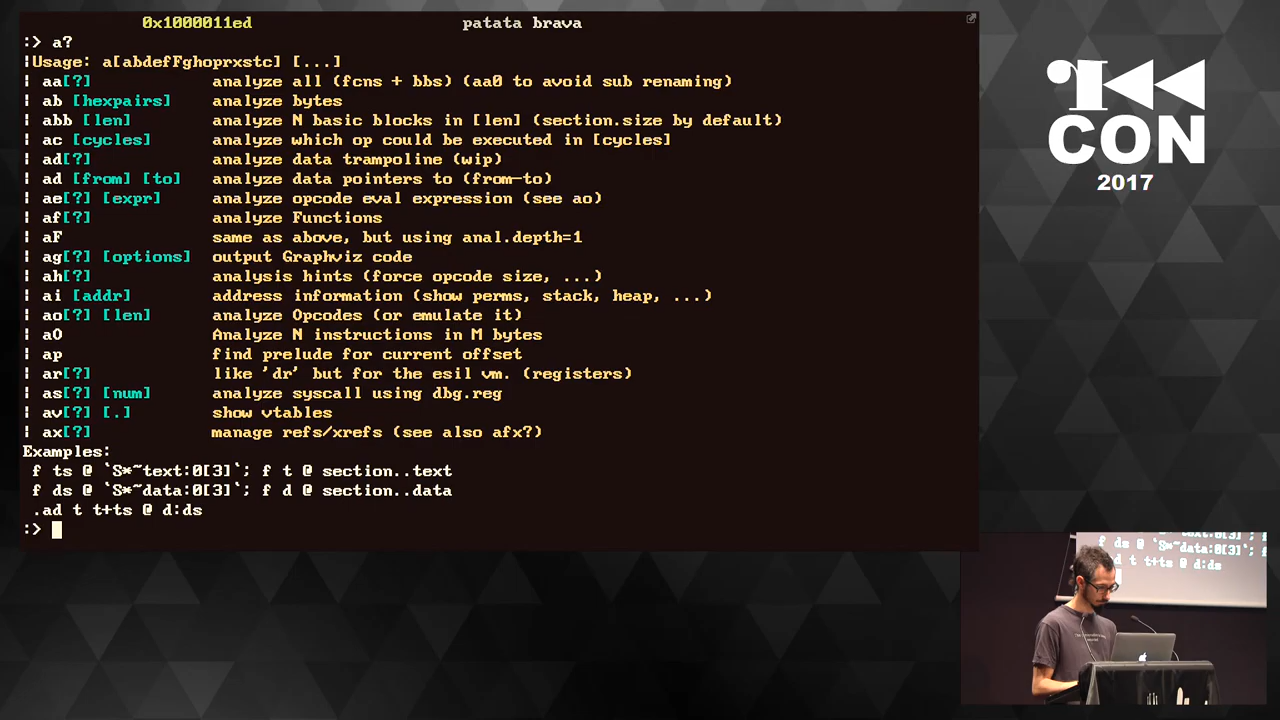 0x1000011ed patata brava
:> a?
|Usage: a[abdefFghoprxstc] [...]
| aa[?] analyze all (fcns + bbs) (aa0 to avoid sub renaming)
| ab [hexpairs] analyze bytes
| abb [len] analyze N basic blocks in [len] (section.size by default)
| ac [cycles] analyze which op could be executed in [cycles]
| ad[?] analyze data trampoline (wip)
| ad [from] [to] analyze data pointers to (from-to)
| ae[?] [expr] analyze opcode eval expression (see ao)
| af[?] analyze Functions
| aF same as above, but using anal.depth=1
| ag[?] [options] output Graphviz code
| ah[?] analysis hints (force opcode size, ...)
| ai [addr] address information (show perms, stack, heap, ...)
| ao[?] [len] analyze Opcodes (or emulate it)
| aO Analyze N instructions in M bytes
| ap find prelude for current offset
| ar[?] like 'dr' but for the esil vm. (registers)
| as[?] [num] analyze syscall using dbg.reg
| av[?] [.] show vtables
| ax[?] manage refs/xrefs (see also afx?)
Examples:
f ts @ `S*~text:0[3]`; f t @ section..text
f ds @ `S*~data:0[3]`; f d @ section..data
.ad t t+ts @ d:ds
:>
CON
2017
f ds @ `S*~data:0[3]`; f
ad t t+ts @ d:ds